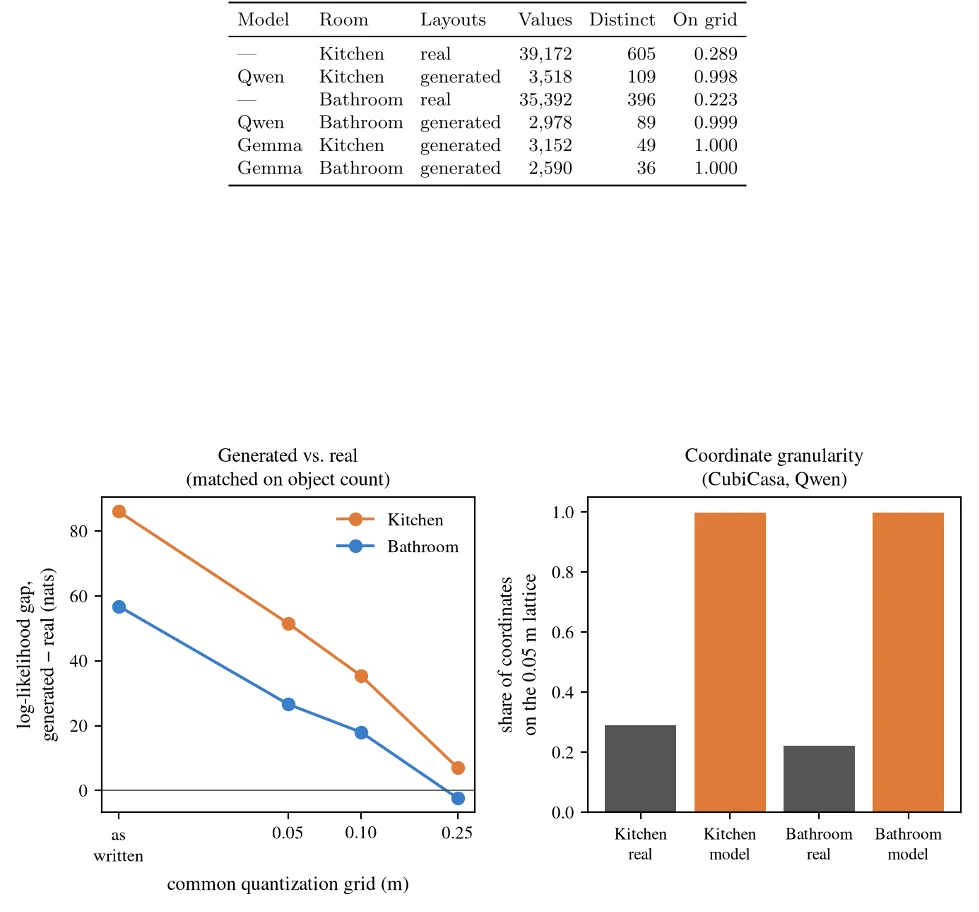 Model Room Layouts Values Distinct On grid
— Kitchen real 39,172 605 0.289
Qwen Kitchen generated 3,518 109 0.998
— Bathroom real 35,392 396 0.223
Qwen Bathroom generated 2,978 89 0.999
Gemma Kitchen generated 3,152 49 1.000
Gemma Bathroom generated 2,590 36 1.000
Generated vs. real
(matched on object count)
log-likelihood gap,
generated – real (nats)
80
60
40
20
0
Kitchen
Bathroom
as
written
0.05
0.10
0.25
common quantization grid (m)
Coordinate granularity
(CubiCasa, Qwen)
share of coordinates
on the 0.05 m lattice
1.0
0.8
0.6
0.4
0.2
0.0
Kitchen
real
Kitchen
model
Bathroom
real
Bathroom
model